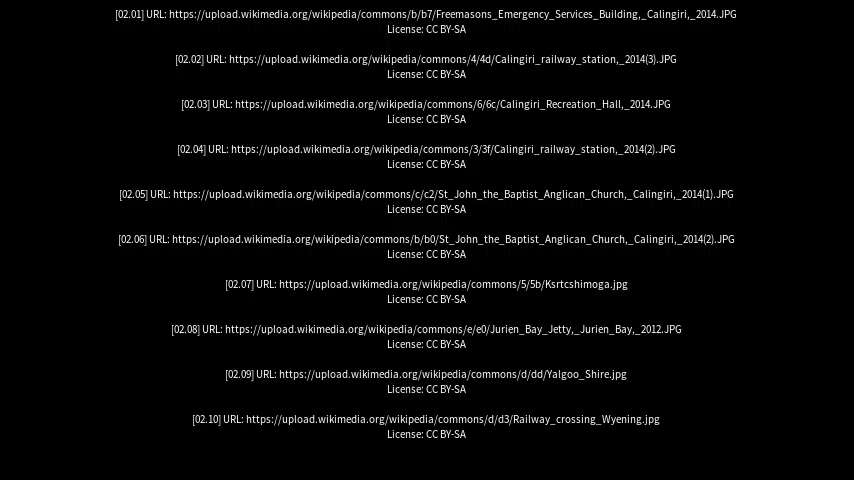 [02.01] URL: https://upload.wikimedia.org/wikipedia/commons/b/b7/Freemasons_Emergency_Services_Building,_Calingiri,_2014.JPG
License: CC BY-SA
[02.02] URL: https://upload.wikimedia.org/wikipedia/commons/4/4d/Calingiri_railway_station,_2014(3).JPG
License: CC BY-SA
[02.03] URL: https://upload.wikimedia.org/wikipedia/commons/6/6c/Calingiri_Recreation_Hall,_2014.JPG
License: CC BY-SA
[02.04] URL: https://upload.wikimedia.org/wikipedia/commons/3/3f/Calingiri_railway_station,_2014(2).JPG
License: CC BY-SA
[02.05] URL: https://upload.wikimedia.org/wikipedia/commons/c/c2/St_John_the_Baptist_Anglican_Church,_Calingiri,_2014(1).JPG
License: CC BY-SA
[02.06] URL: https://upload.wikimedia.org/wikipedia/commons/b/b0/St_John_the_Baptist_Anglican_Church,_Calingiri,_2014(2).JPG
License: CC BY-SA
[02.07] URL: https://upload.wikimedia.org/wikipedia/commons/5/5b/Ksrtcshimoga.jpg
License: CC BY-SA
[02.08] URL: https://upload.wikimedia.org/wikipedia/commons/e/e0/Jurien_Bay_Jetty,_Jurien_Bay,_2012.JPG
License: CC BY-SA
[02.09] URL: https://upload.wikimedia.org/wikipedia/commons/d/dd/Yalgoo_Shire.jpg
License: CC BY-SA
[02.10] URL: https://upload.wikimedia.org/wikipedia/commons/d/d3/Railway_crossing_Wyening.jpg
License: CC BY-SA